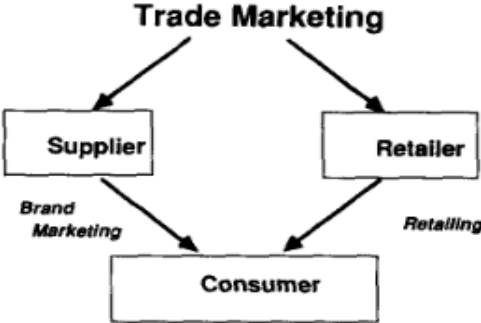 Trade Marketing
Supplier
Retailer
Brand
Marketing
Retailing
Consumer